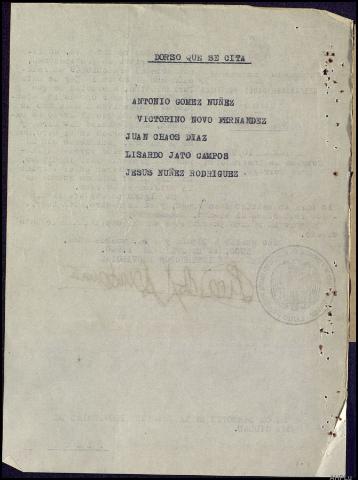 DORSO QUE SE CITA
ANTONIO GOMEZ NUÑEZ
VICTORINO NOVO FERNANDEZ
JUAN CHAOS DIAZ
LISARDO JATO CAMPOS
JESUS NUÑEZ RODRIGUEZ